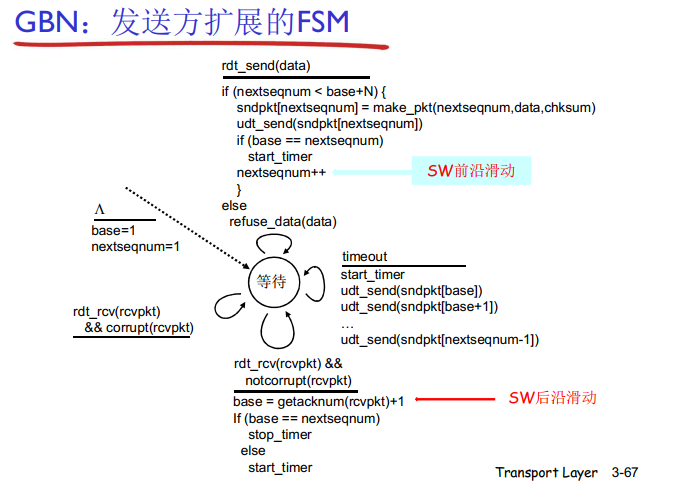 GBN：发送方扩展的FSM
rdt_send(data)
if (nextseqnum < base+N) {
sndpkt[nextseqnum] = make_pkt(nextseqnum,data,chksum)
udt_send(sndpkt[nextseqnum])
if (base == nextseqnum)
start_timer
nextseqnum++
SW前沿滑动
}
else
refuse_data(data)
Λ
base=1
nextseqnum=1
等待
timeout
start_timer
udt_send(sndpkt[base])
udt_send(sndpkt[base+1])
…
udt_send(sndpkt[nextseqnum-1])
rdt_rcv(rcvpkt)
&& corrupt(rcvpkt)
rdt_rcv(rcvpkt) &&
notcorrupt(rcvpkt)
base = getacknum(rcvpkt)+1
SW后沿滑动
If (base == nextseqnum)
stop_timer
else
start_timer
Transport Layer 3-67